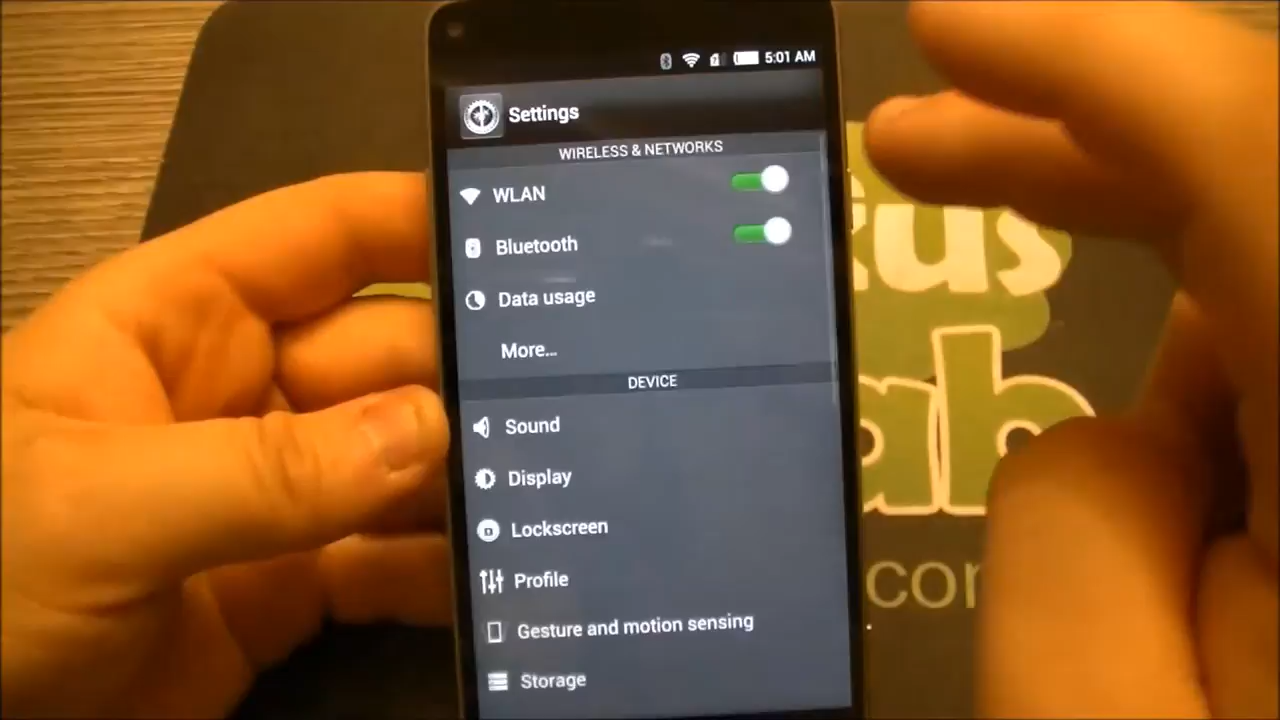 5:01 AM
Settings
WIRELESS & NETWORKS
WLAN
Bluetooth
Data usage
More...
DEVICE
Sound
Display
Lockscreen
Profile
Gesture and motion sensing
Storage